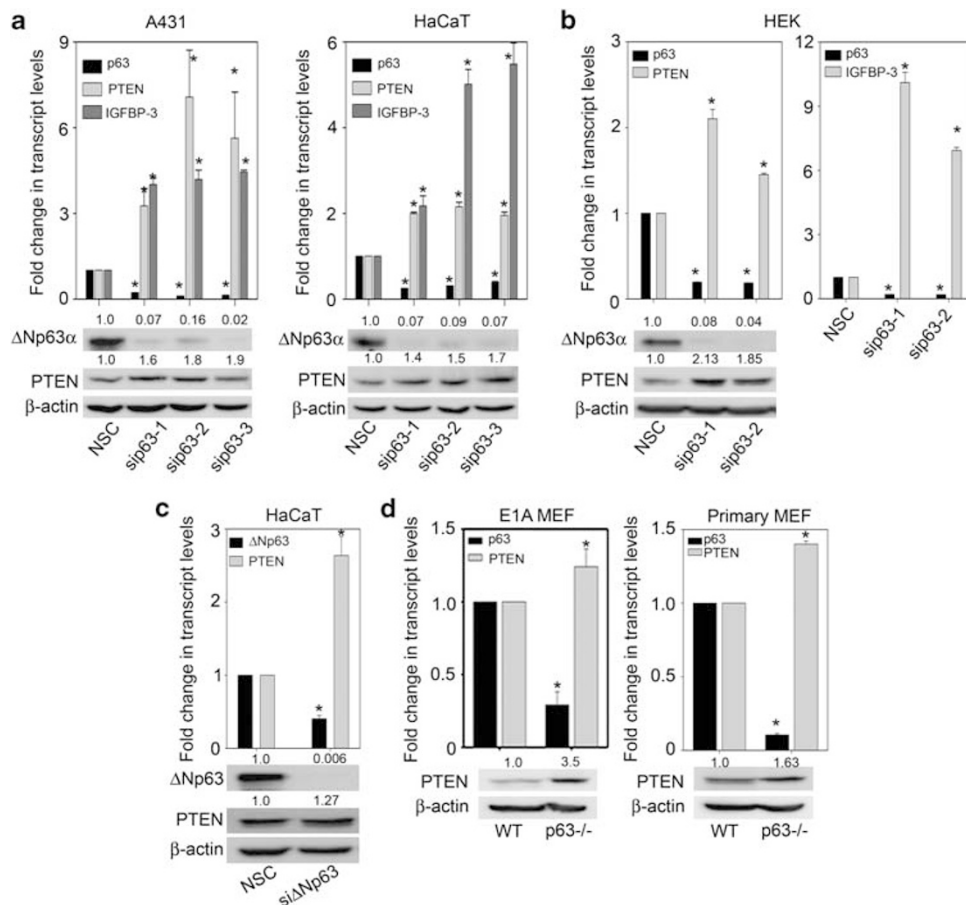 a
A431
Fold change in transcript levels
9
6
3
0
p63
PTEN
IGFBP-3
* * * * * * * * *
1.0 0.07 0.16 0.02
ΔNp63α
1.0 1.6 1.8 1.9
PTEN
β-actin
NSC sip63-1 sip63-2 sip63-3
HaCaT
Fold change in transcript levels
6
4
2
0
p63
PTEN
IGFBP-3
* * * * * * * * *
1.0 0.07 0.09 0.07
ΔNp63α
1.0 1.4 1.5 1.7
PTEN
β-actin
NSC sip63-1 sip63-2 sip63-3
b
HEK
Fold change in transcript levels
3
2
1
0
p63
PTEN
* * * *
1.0 0.08 0.04
ΔNp63α
1.0 2.13 1.85
PTEN
β-actin
NSC sip63-1 sip63-2
12
9
6
3
0
p63
IGFBP-3
* * * *
NSC sip63-1 sip63-2
c
HaCaT
Fold change in transcript levels
3
2
1
0
ΔNp63
PTEN
* *
1.0 0.006
ΔNp63
1.0 1.27
PTEN
β-actin
NSC siΔNp63
d
E1A MEF
Fold change in transcript levels
1.5
1.0
0.5
0
p63
PTEN
* *
1.0 3.5
PTEN
β-actin
WT p63-/-
Primary MEF
Fold change in transcript levels
1.5
1.0
0.5
0
p63
PTEN
* *
1.0 1.63
PTEN
β-actin
WT p63-/-